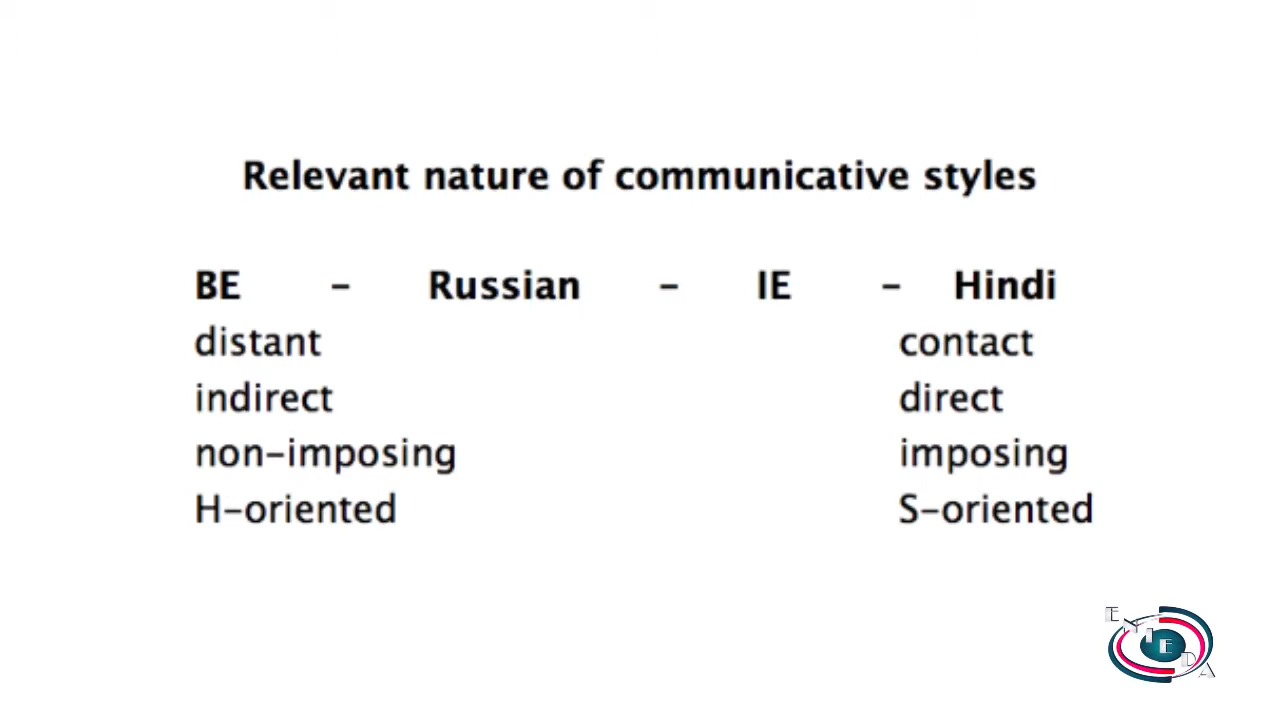 Relevant nature of communicative styles
BE – Russian – IE – Hindi
distant contact
indirect direct
non-imposing imposing
H-oriented S-oriented